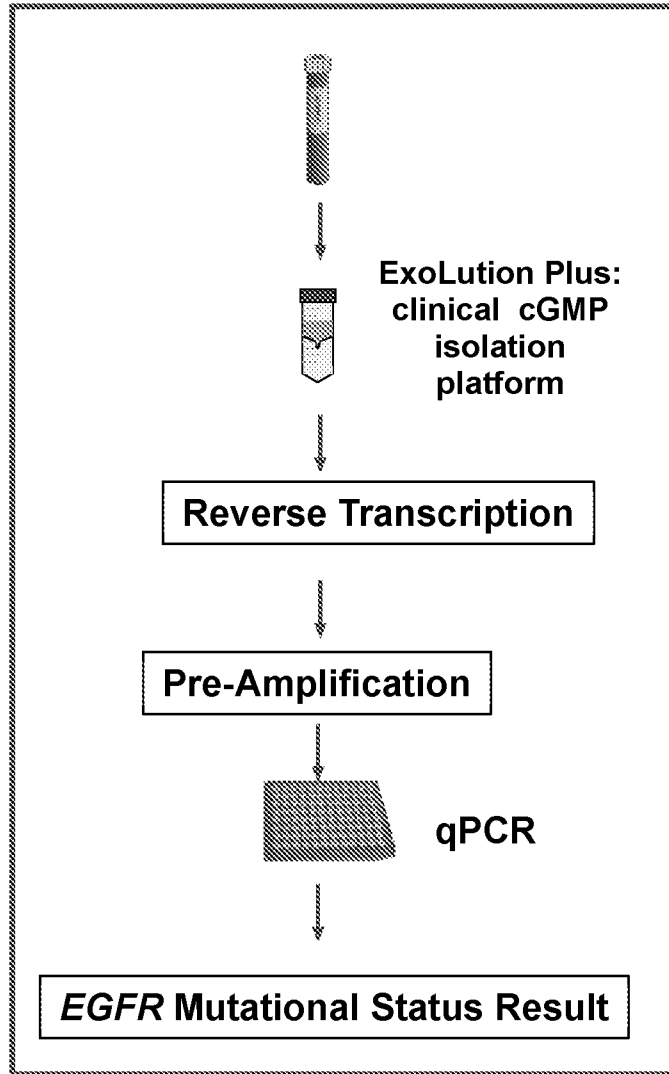 ExoLution Plus:
clinical cGMP
isolation
platform
Reverse Transcription
Pre-Amplification
qPCR
EGFR Mutational Status Result